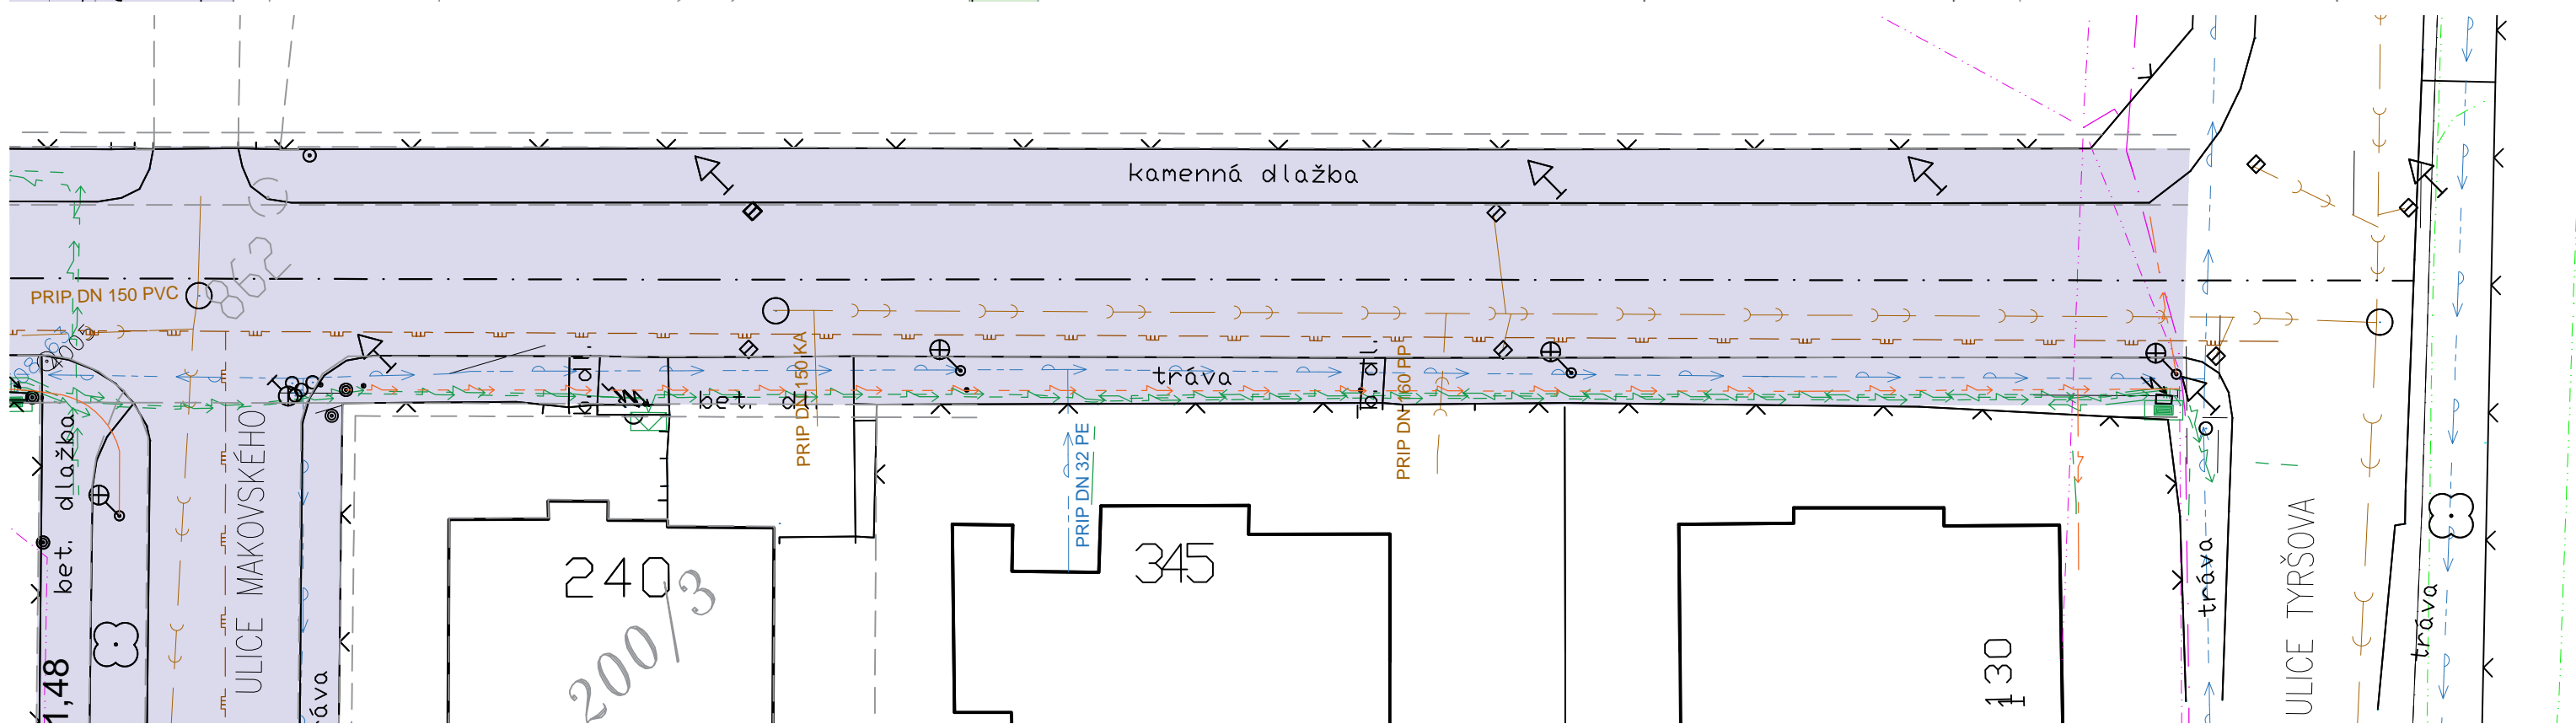 kamenná dlažba
PRIP DN 150 PVC
862
tráva
bet.
PRIP DN 150 KA
PRIP DN 160 PP
PRIP DN 32 PE
bet. dlažba
ULICE MAKOVSKÉHO
240
345
130
200/3
1,48
tráva
ULICE TYRŠOVA
tráva